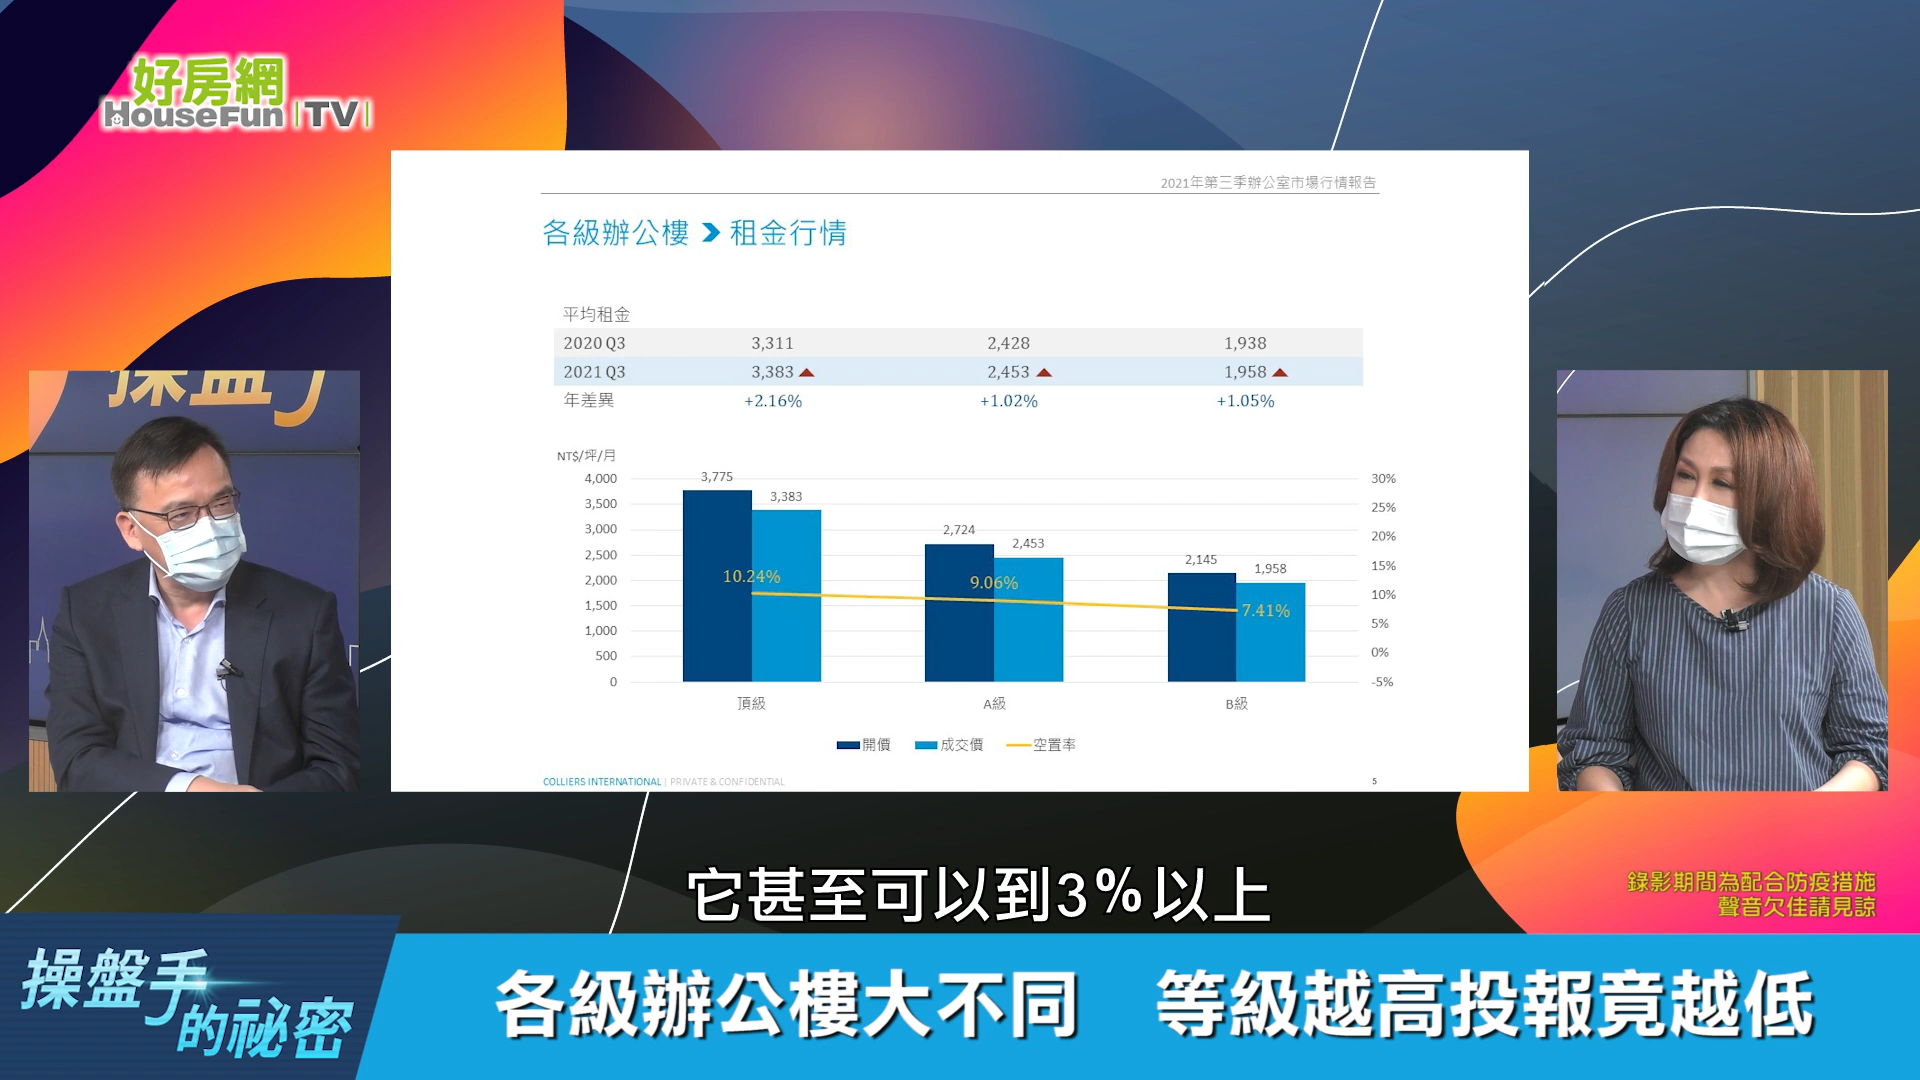 好房網
HouseFun TV
2021年第三季辦公室市場行情報告
各級辦公樓 租金行情
平均租金
2020 Q3 3,311 2,428 1,938
2021 Q3 3,383 2,453 1,958
年差異 +2.16% +1.02% +1.05%
NT$/坪/月
4,000 30%
3,500 25%
3,000 20%
2,500 15%
2,000 10%
1,500 5%
1,000 0%
500 -5%
0
3,775 3,383
2,724 2,453
2,145 1,958
10.24% 9.06% 7.41%
頂級 A級 B級
開價 成交價 空置率
COLLIERS INTERNATIONAL | PRIVATE & CONFIDENTIAL 5
操盤手
它甚至可以到3%以上
錄影期間為配合防疫措施
聲音欠佳請見諒
操盤手
的祕密
各級辦公樓大不同 等級越高投報竟越低